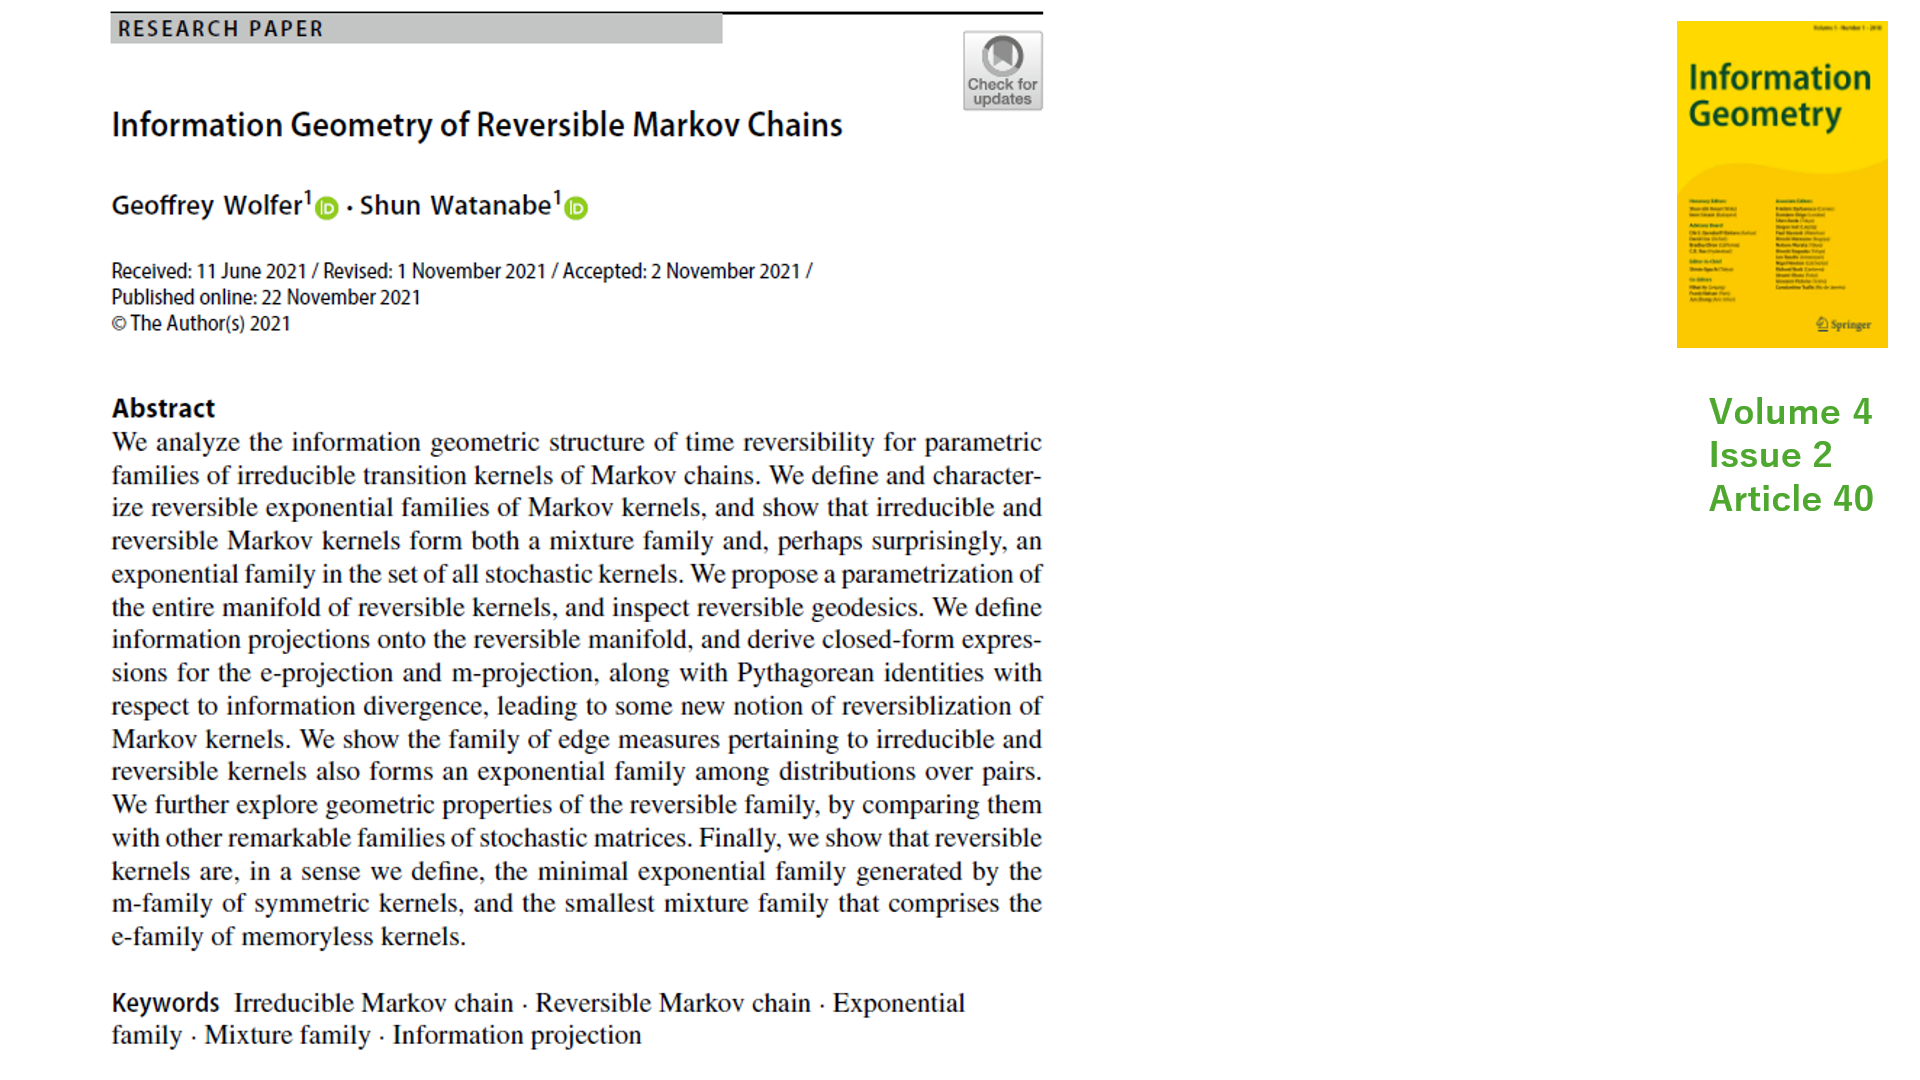 RESEARCH PAPER
Check for
updates
Information Geometry of Reversible Markov Chains
Geoffrey Wolfer1 iD · Shun Watanabe1 iD
Received: 11 June 2021 / Revised: 1 November 2021 / Accepted: 2 November 2021 /
Published online: 22 November 2021
© The Author(s) 2021
Abstract
We analyze the information geometric structure of time reversibility for parametric
families of irreducible transition kernels of Markov chains. We define and character-
ize reversible exponential families of Markov kernels, and show that irreducible and
reversible Markov kernels form both a mixture family and, perhaps surprisingly, an
exponential family in the set of all stochastic kernels. We propose a parametrization of
the entire manifold of reversible kernels, and inspect reversible geodesics. We define
information projections onto the reversible manifold, and derive closed-form expres-
sions for the e-projection and m-projection, along with Pythagorean identities with
respect to information divergence, leading to some new notion of reversiblization of
Markov kernels. We show the family of edge measures pertaining to irreducible and
reversible kernels also forms an exponential family among distributions over pairs.
We further explore geometric properties of the reversible family, by comparing them
with other remarkable families of stochastic matrices. Finally, we show that reversible
kernels are, in a sense we define, the minimal exponential family generated by the
m-family of symmetric kernels, and the smallest mixture family that comprises the
e-family of memoryless kernels.
Keywords Irreducible Markov chain · Reversible Markov chain · Exponential
family · Mixture family · Information projection
Information
Geometry
Springer
Volume 4
Issue 2
Article 40